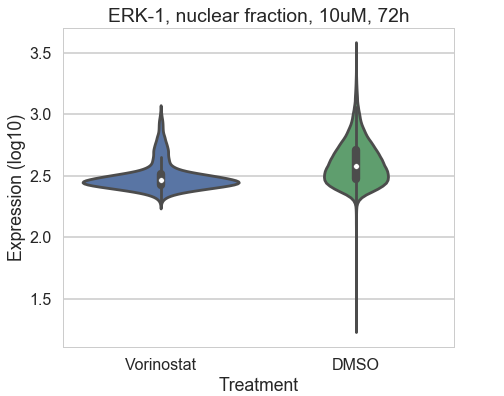 ERK-1, nuclear fraction, 10uM, 72h
Expression (log10)
3.5
3.0
2.5
2.0
1.5
Vorinostat DMSO
Treatment